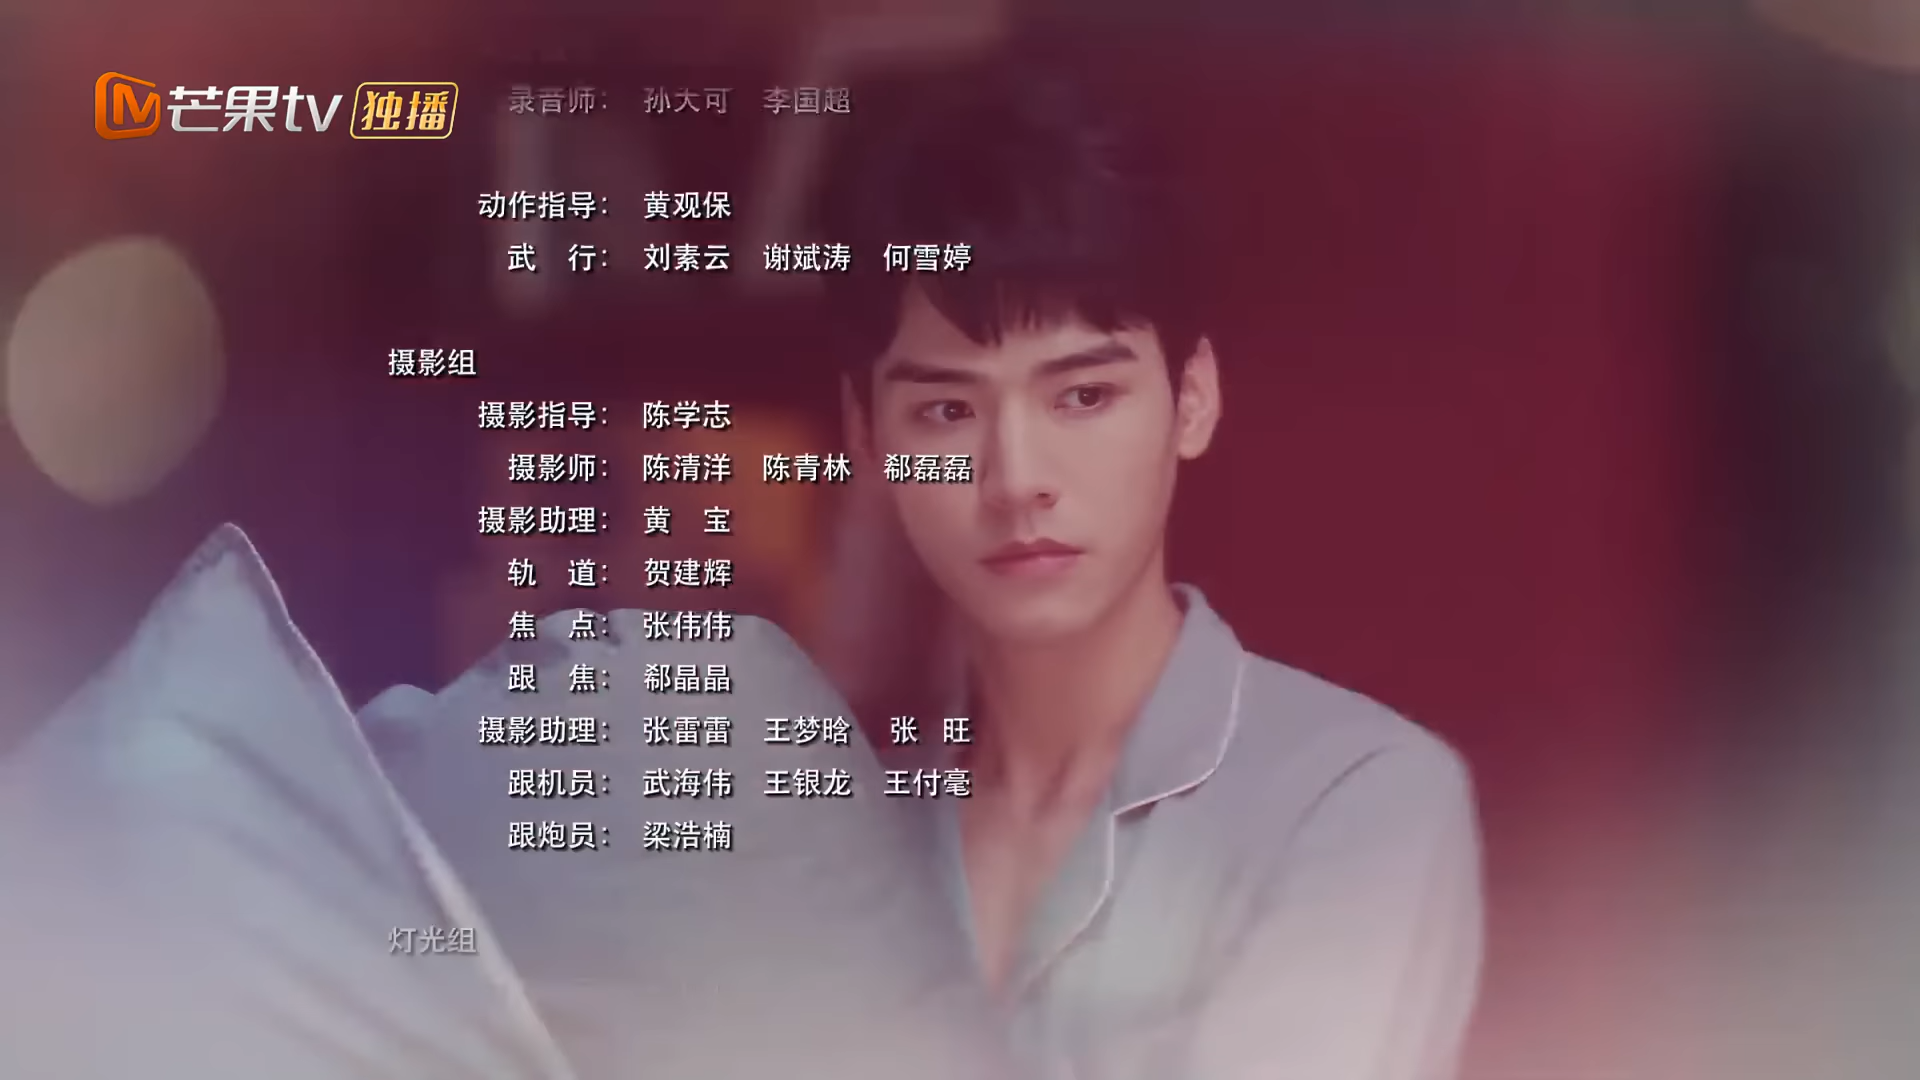 芒果tv 独播
录音师： 孙大可 李国超
动作指导： 黄观保
武 行： 刘素云 谢斌涛 何雪婷
摄影组
摄影指导： 陈学志
摄影师： 陈清洋 陈青林 郗磊磊
摄影助理： 黄 宝
轨 道： 贺建辉
焦 点： 张伟伟
跟 焦： 郗晶晶
摄影助理： 张雷雷 王梦晗 张 旺
跟机员： 武海伟 王银龙 王付毫
跟炮员： 梁浩楠
灯光组